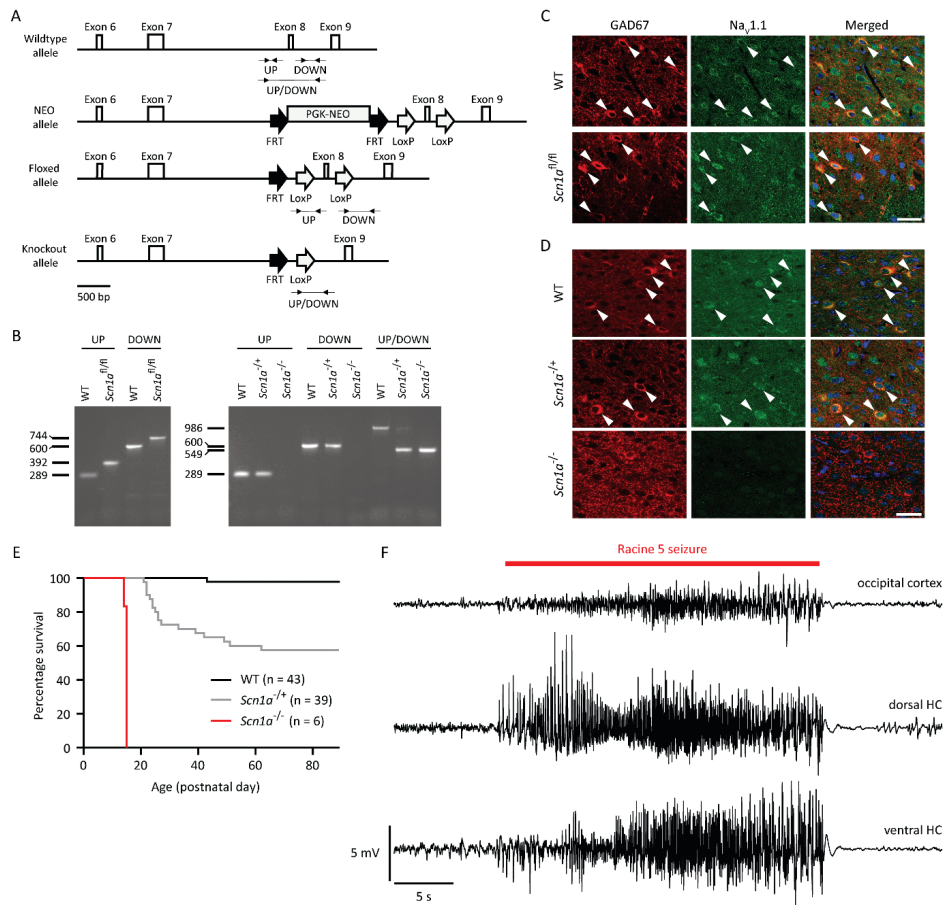 A
Wildtype allele
Exon 6 Exon 7 Exon 8 Exon 9
UP DOWN
UP/DOWN
NEO allele
Exon 6 Exon 7 PGK-NEO Exon 8 Exon 9
FRT FRT LoxP LoxP
Floxed allele
Exon 6 Exon 7 Exon 8 Exon 9
FRT LoxP LoxP
UP DOWN
Knockout allele
Exon 6 Exon 7 Exon 9
FRT LoxP
UP/DOWN
500 bp
B
UP DOWN
WT Scn1a fl/fl WT Scn1a fl/fl
744
600
392
289
UP DOWN UP/DOWN
WT Scn1a -/+ Scn1a -/- WT Scn1a -/+ Scn1a -/- WT Scn1a -/+ Scn1a -/-
986
600
549
289
C
GAD67 NaV1.1 Merged
WT
Scn1a fl/fl
D
WT
Scn1a -/+
Scn1a -/-
E
Percentage survival
100
80
60
40
20
0
0 20 40 60 80
Age (postnatal day)
WT (n = 43)
Scn1a -/+ (n = 39)
Scn1a -/- (n = 6)
F
Racine 5 seizure
occipital cortex
dorsal HC
ventral HC
5 mV
5 s